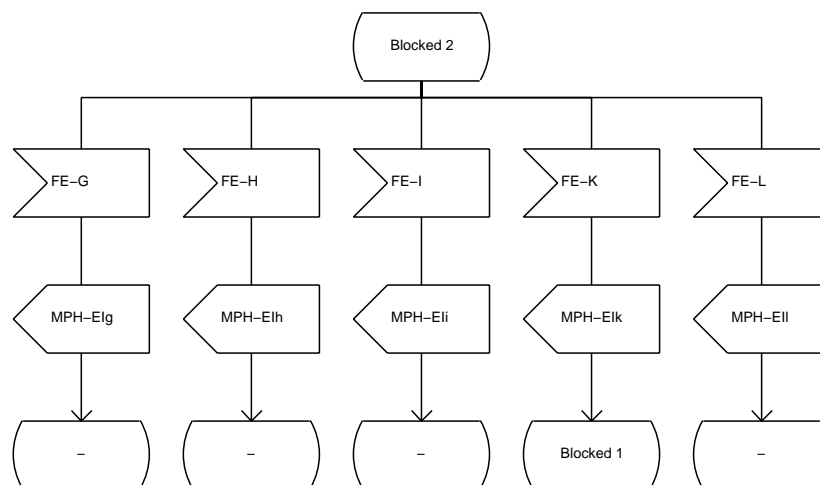 Blocked 2
FE–G
FE–H
FE–I
FE–K
FE–L
MPH–EIg
MPH–EIh
MPH–EIi
MPH–EIk
MPH–EIl
–
–
–
Blocked 1
–